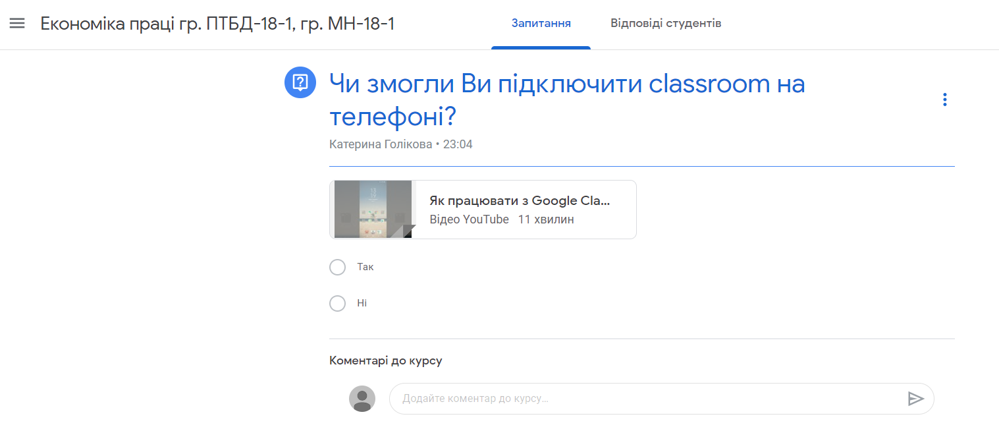 Економіка праці гр. ПТБД-18-1, гр. МН-18-1
Запитання
Відповіді студентів
Чи змогли Ви підключити classroom на
телефоні?
Катерина Голікова • 23:04
Як працювати з Google Cla...
Відео YouTube 11 хвилин
Так
Ні
Коментарі до курсу
Додайте коментар до курсу...